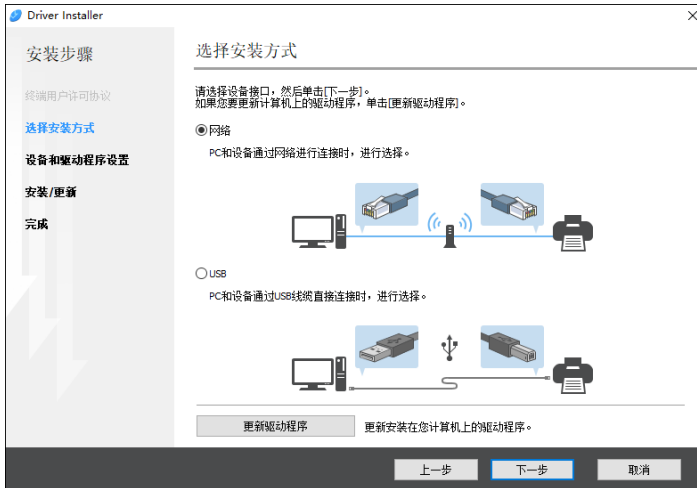 Driver Installer
安装步骤
终端用户许可协议
选择安装方式
设备和驱动程序设置
安装/更新
完成
选择安装方式
请选择设备接口，然后单击[下一步]。
如果您要更新计算机上的驱动程序，单击[更新驱动程序]。
网络
PC和设备通过网络进行连接时，进行选择。
USB
PC和设备通过USB线缆直接连接时，进行选择。
更新驱动程序
更新安装在您计算机上的驱动程序。
上一步
下一步
取消